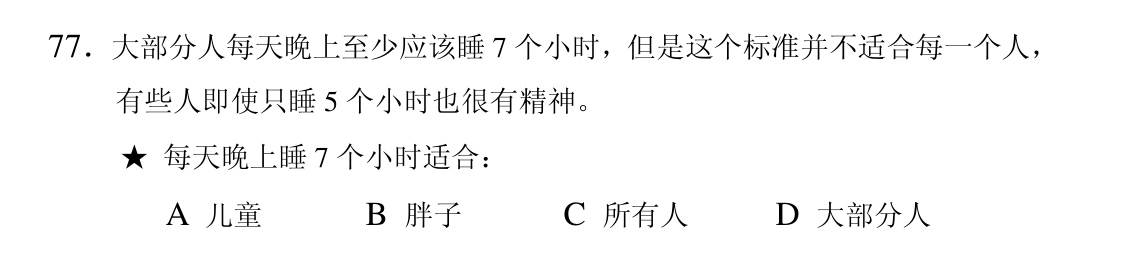 77．大部分人每天晚上至少应该睡 7 个小时，但是这个标准并不适合每一个人，
有些人即使只睡 5 个小时也很有精神。
★ 每天晚上睡 7 个小时适合：
A 儿童 B 胖子 C 所有人 D 大部分人